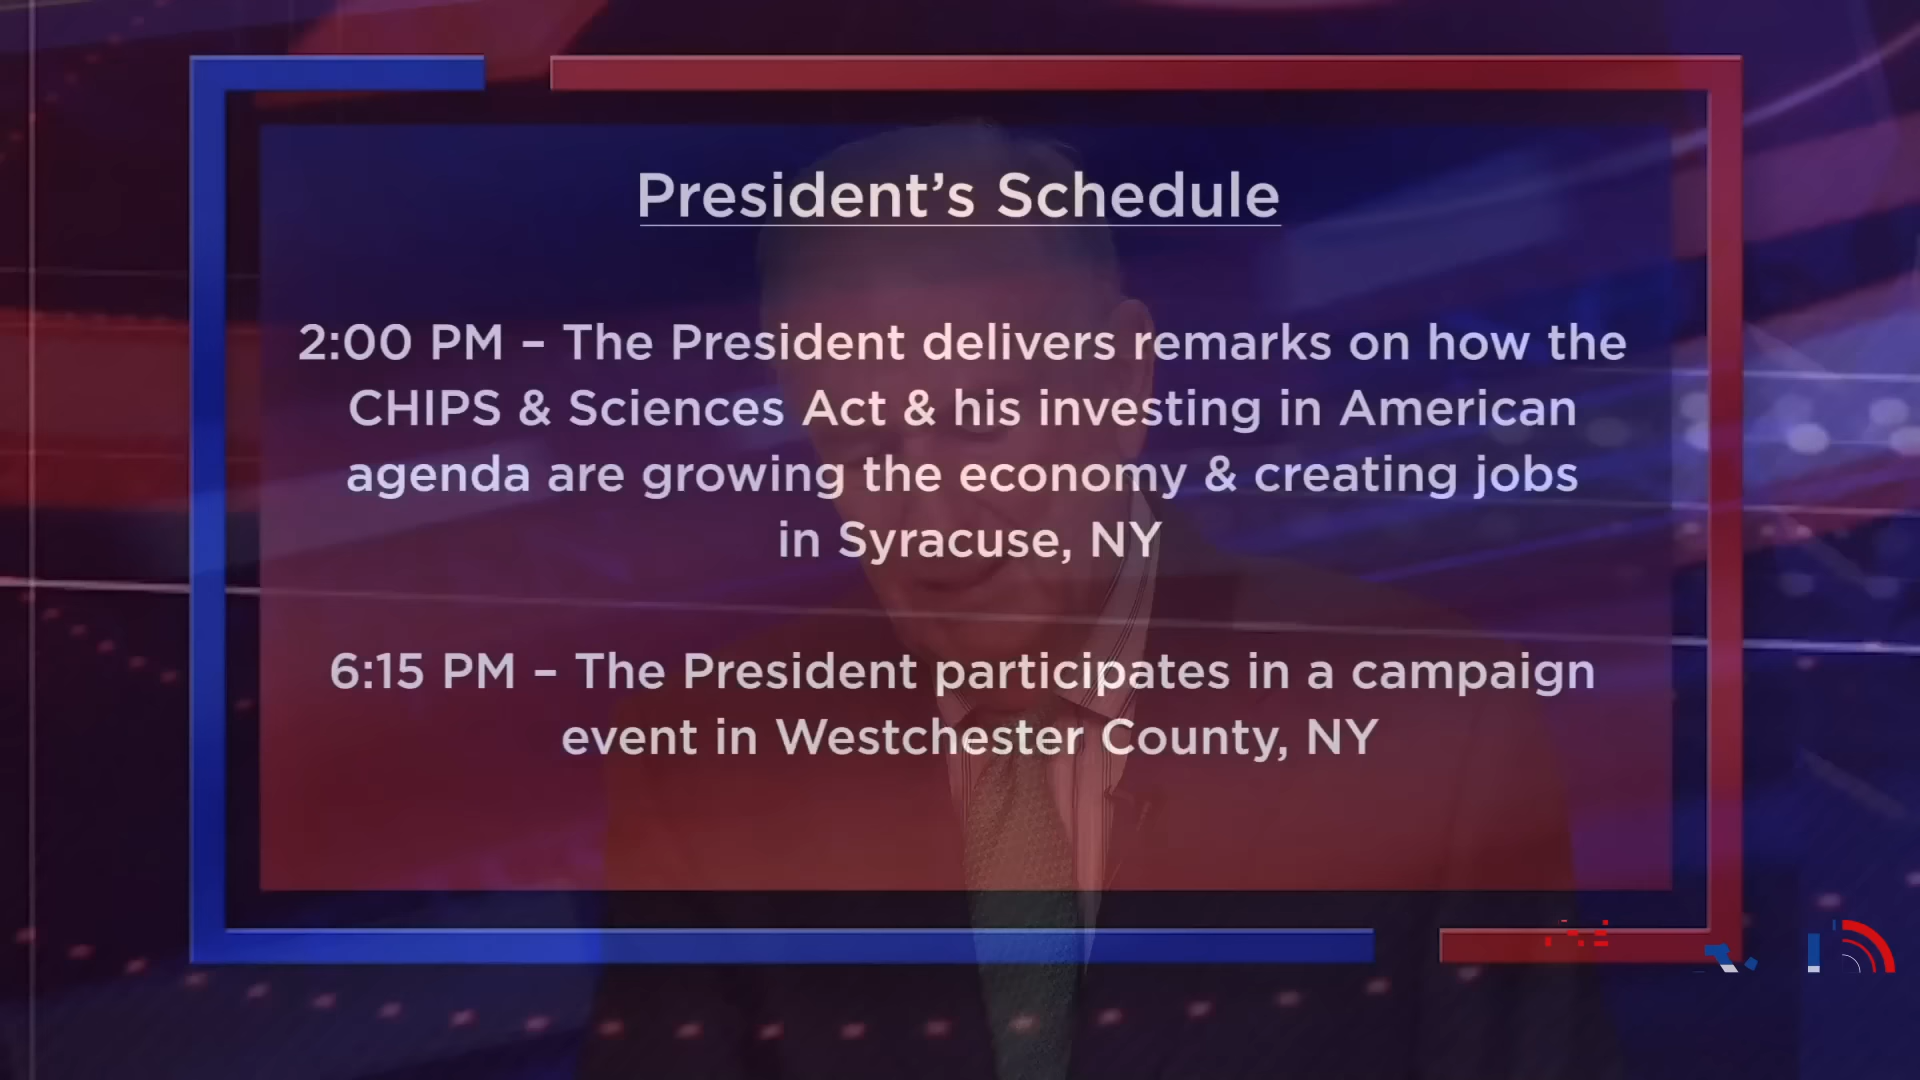 President’s Schedule
2:00 PM – The President delivers remarks on how the
CHIPS & Sciences Act & his investing in American
agenda are growing the economy & creating jobs
in Syracuse, NY
6:15 PM – The President participates in a campaign
event in Westchester County, NY